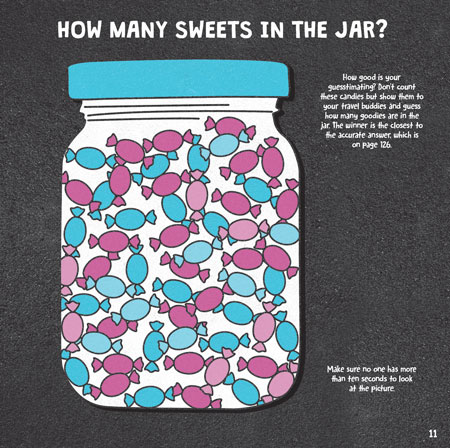 HOW MANY SWEETS IN THE JAR?
How good is your
guesstimating? Don't count
these candies but show them to
your travel buddies and guess
how many goodies are in the
jar. The winner is the closest to
the accurate answer, which is
on page 126.
Make sure no one has more
than ten seconds to look
at the picture.
11